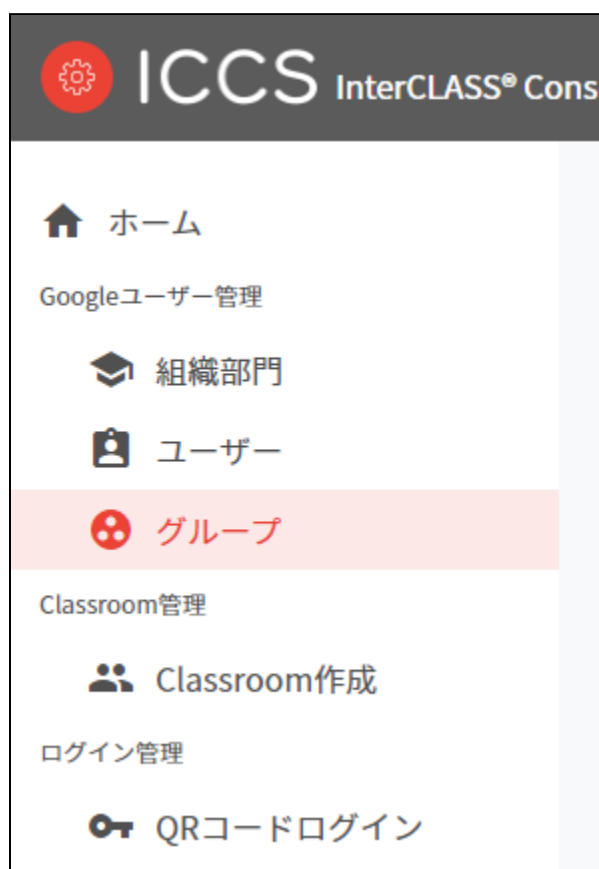 ICCS InterCLASS® Cons
ホーム
Googleユーザー管理
組織部門
ユーザー
グループ
Classroom管理
Classroom作成
ログイン管理
QRコードログイン